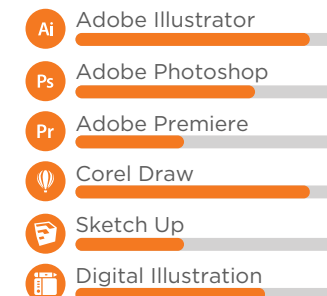 Ai Adobe Illustrator
Ps Adobe Photoshop
Pr Adobe Premiere
Corel Draw
Sketch Up
Digital Illustration